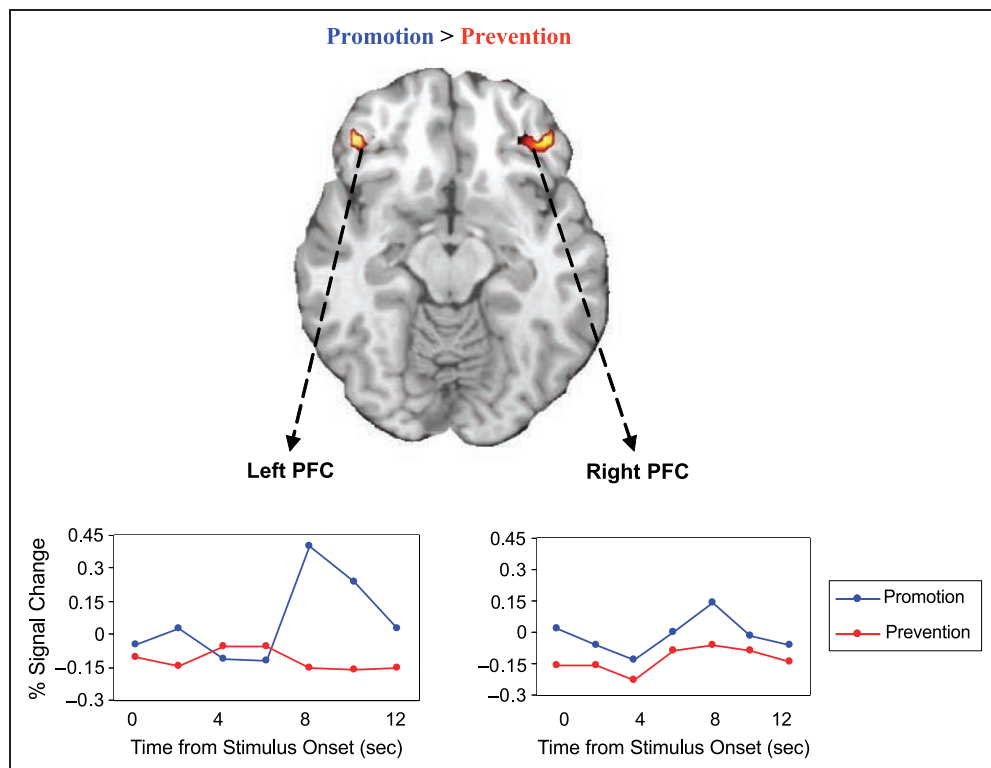 Promotion > Prevention
Left PFC
Right PFC
% Signal Change
0.45
0.3
0.15
0
–0.15
–0.3
0 4 8 12
Time from Stimulus Onset (sec)
0.45
0.3
0.15
0
–0.15
–0.3
0 4 8 12
Time from Stimulus Onset (sec)
Promotion
Prevention